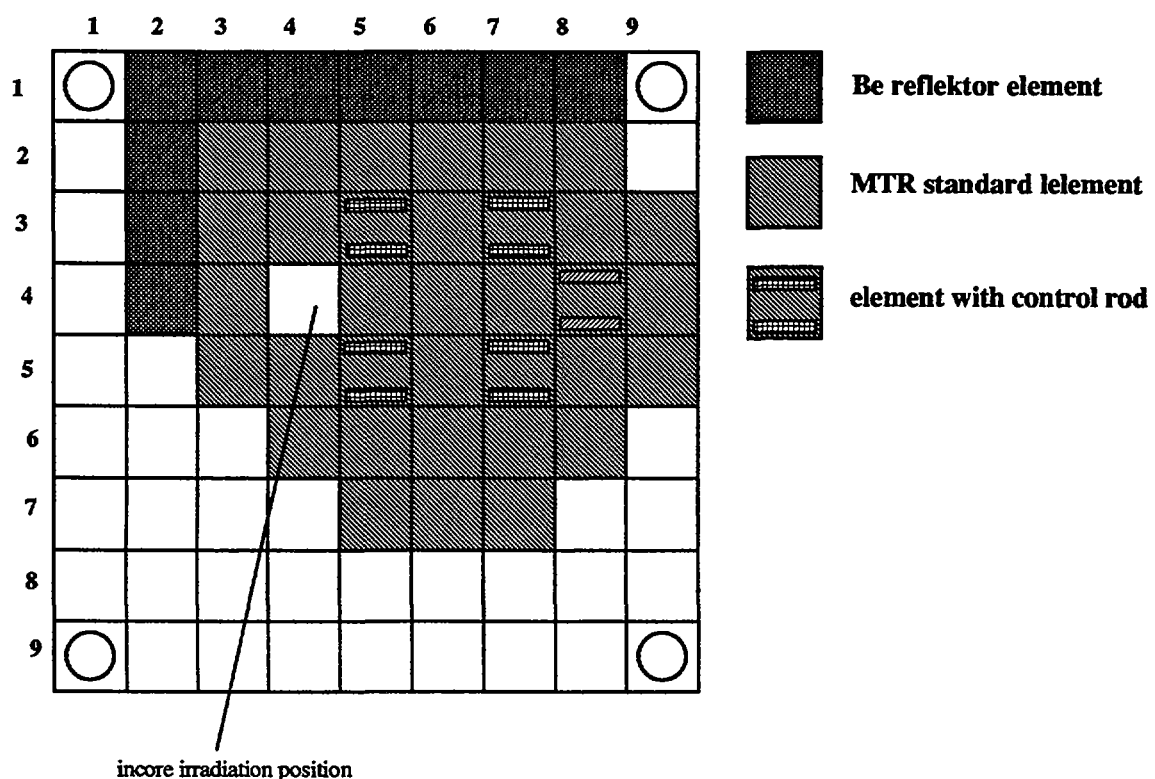 1 2 3 4 5 6 7 8 9
1
2
3
4
5
6
7
8
9
Be reflektor element
MTR standard lelement
element with control rod
incore irradiation position